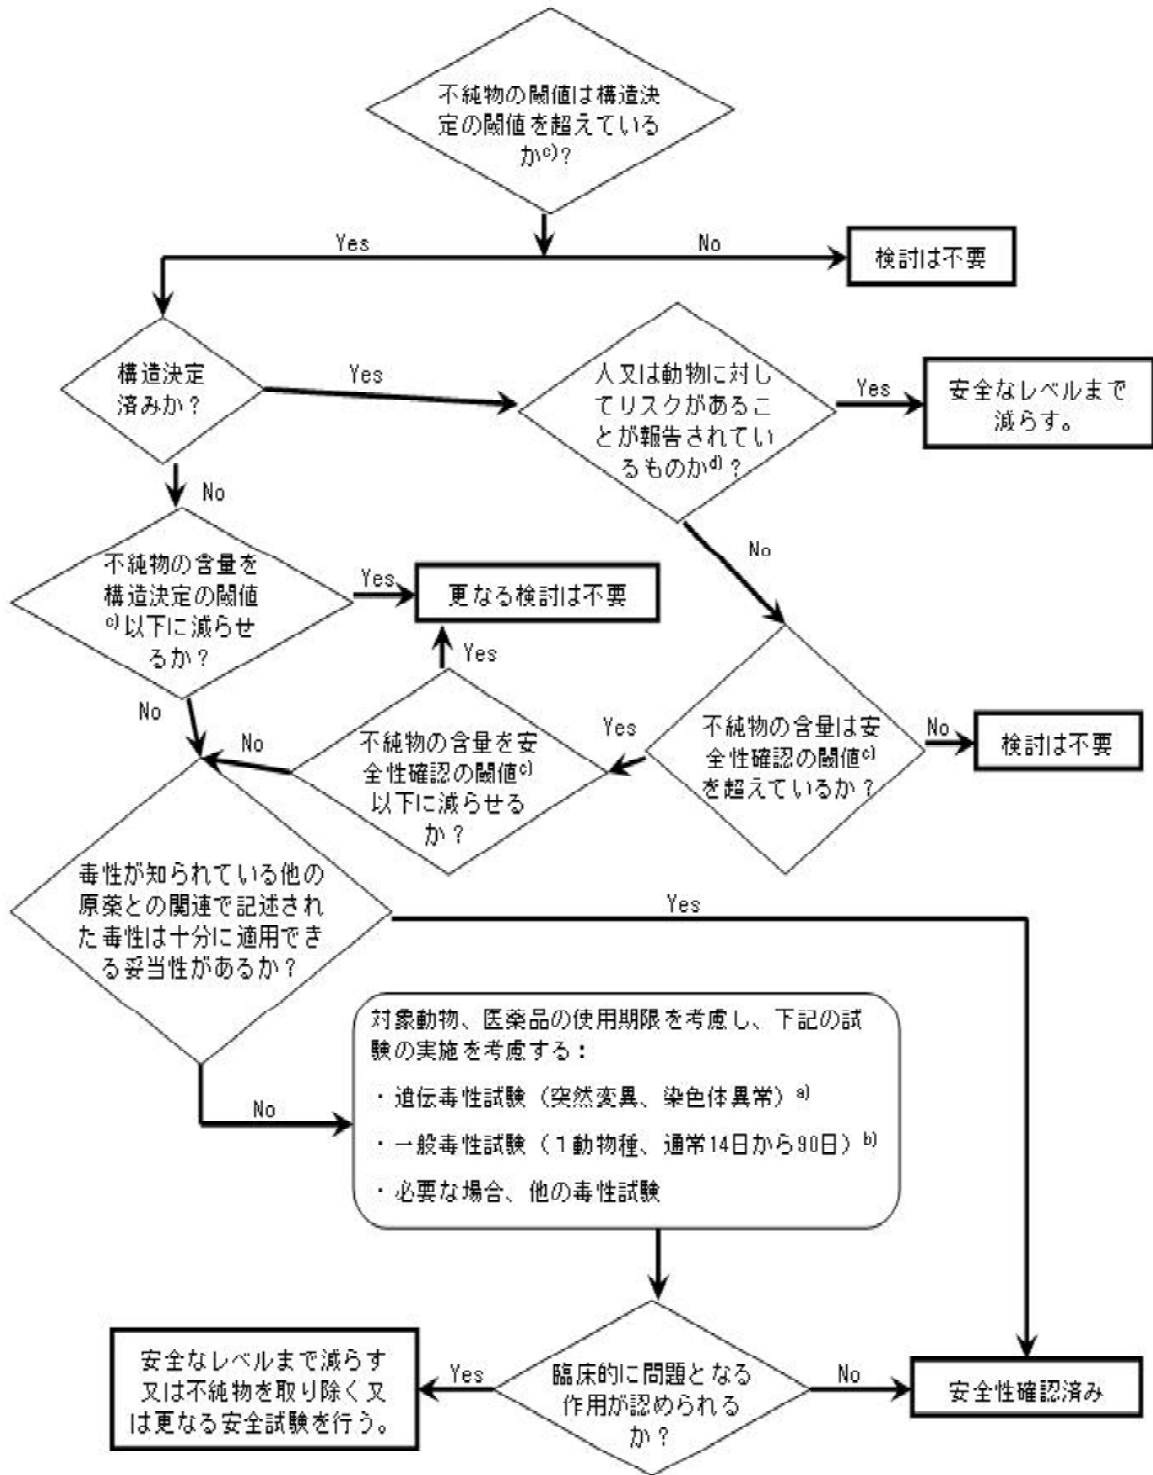 不純物の閾値は構造決
定の閾値を超えている
かc)？
Yes
No
検討は不要
構造決定
済みか？
Yes
人又は動物に対し
てリスクがあるこ
とが報告されてい
るものかd)？
Yes
安全なレベルまで
減らす。
No
不純物の含量を
構造決定の閾値
c)以下に減らせ
るか？
Yes
更なる検討は不要
No
Yes
No
不純物の含量を安
全性確認の閾値c)
以下に減らせる
か？
No
Yes
不純物の含量は安
全性確認の閾値c)
を超えているか？
No
検討は不要
毒性が知られている他の
原薬との関連で記述され
た毒性は十分に適用でき
る妥当性があるか？
Yes
No
対象動物、医薬品の使用期限を考慮し、下記の試
験の実施を考慮する：
・遺伝毒性試験（突然変異、染色体異常）a)
・一般毒性試験（１動物種、通常14日から90日）b)
・必要な場合、他の毒性試験
安全なレベルまで減らす
又は不純物を取り除く又
は更なる安全試験を行う。
Yes
臨床的に問題となる
作用が認められる
か？
No
安全性確認済み